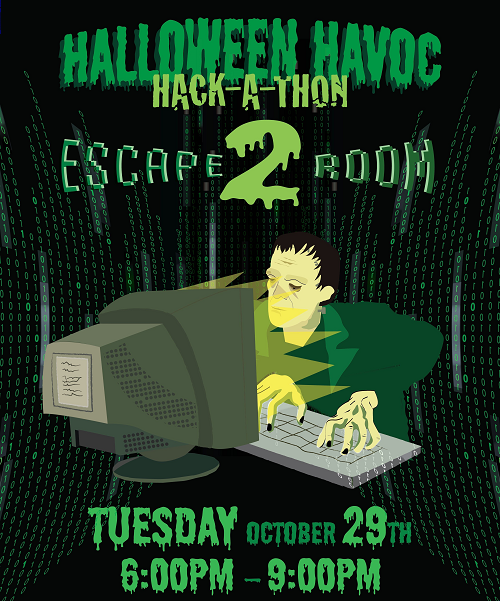 HALLOWEEN HAVOC
HACK-A-THON
ESCAPE 2 ROOM
TUESDAY OCTOBER 29TH
6:00PM – 9:00PM